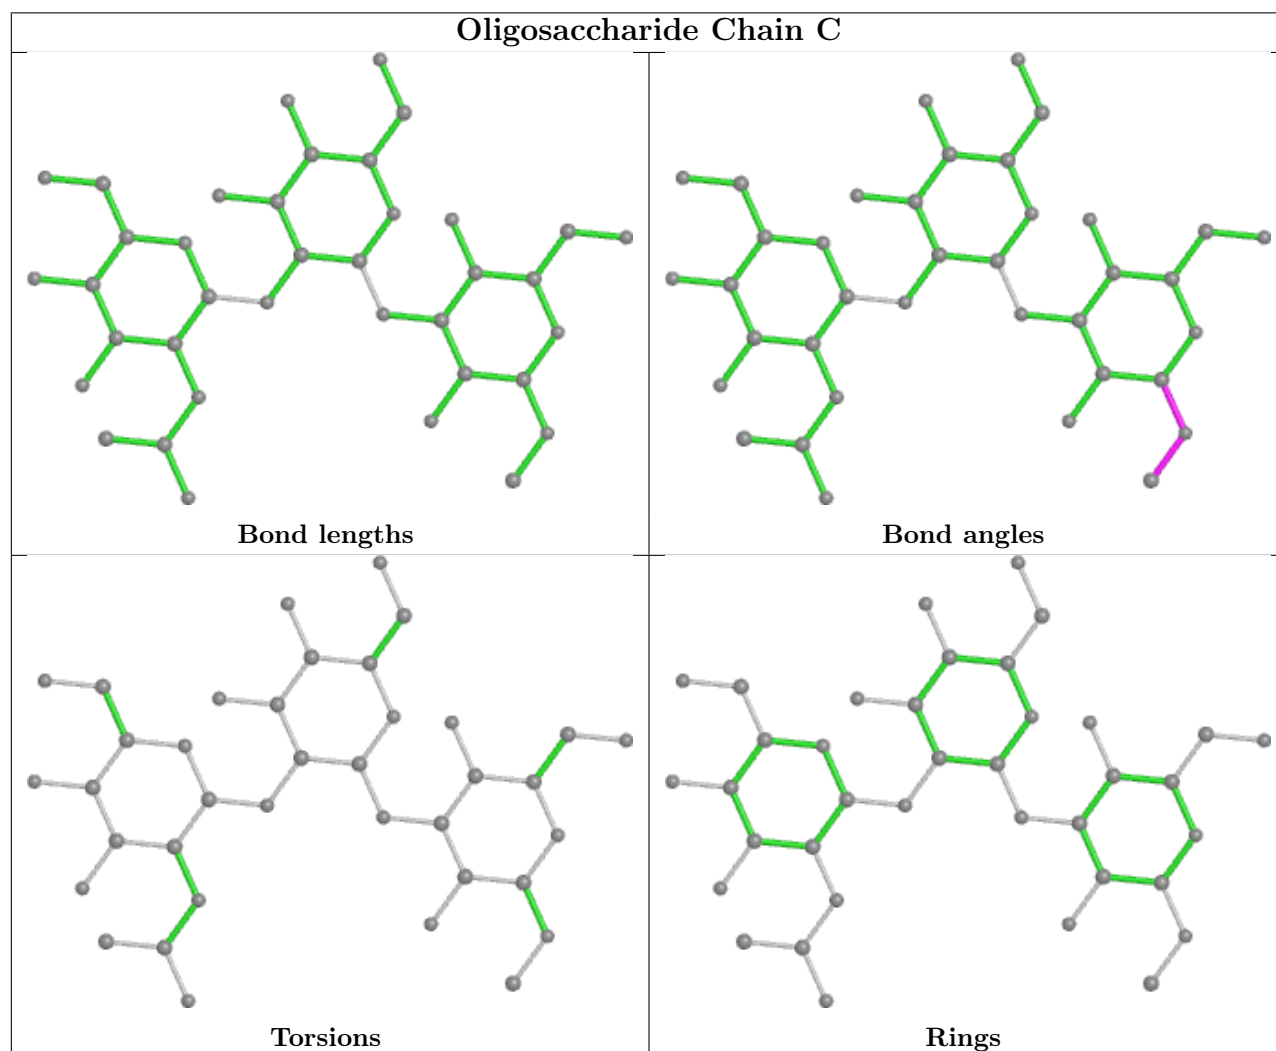 Oligosaccharide Chain C
Bond lengths
Bond angles
Torsions
Rings